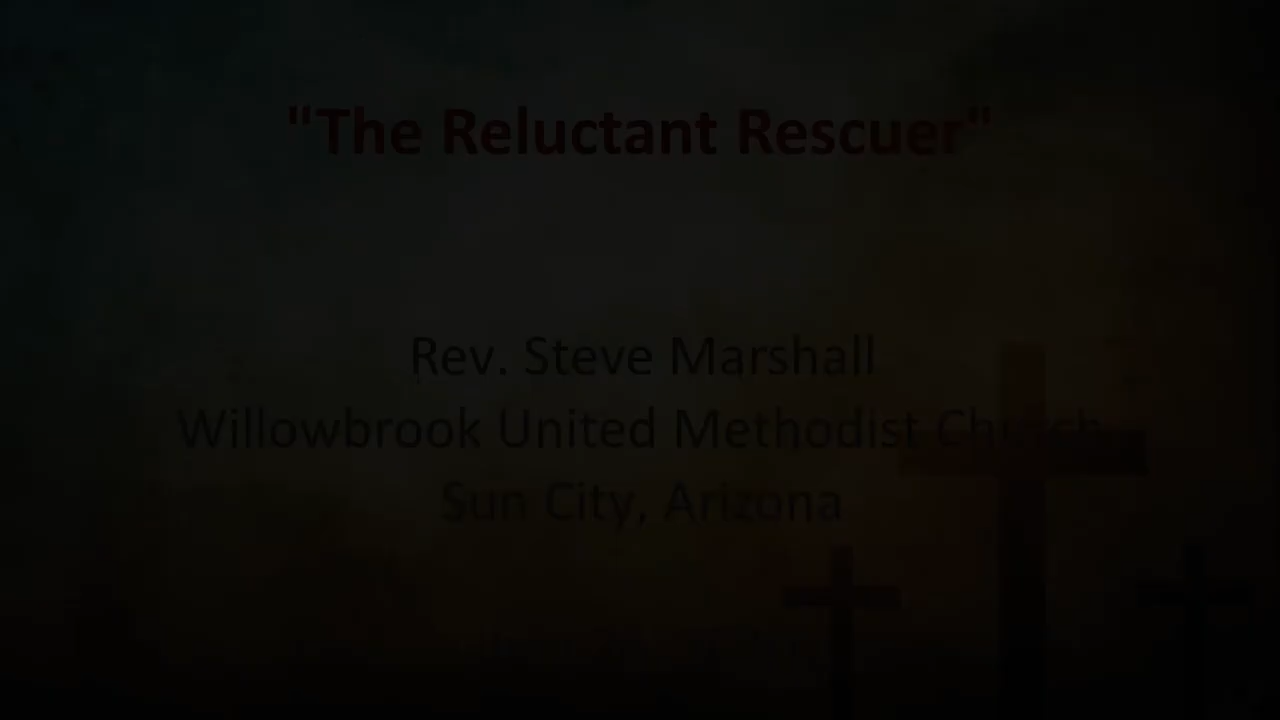 "The Reluctant Rescuer"
Rev. Steve Marshall
Willowbrook United Methodist Church
Sun City, Arizona